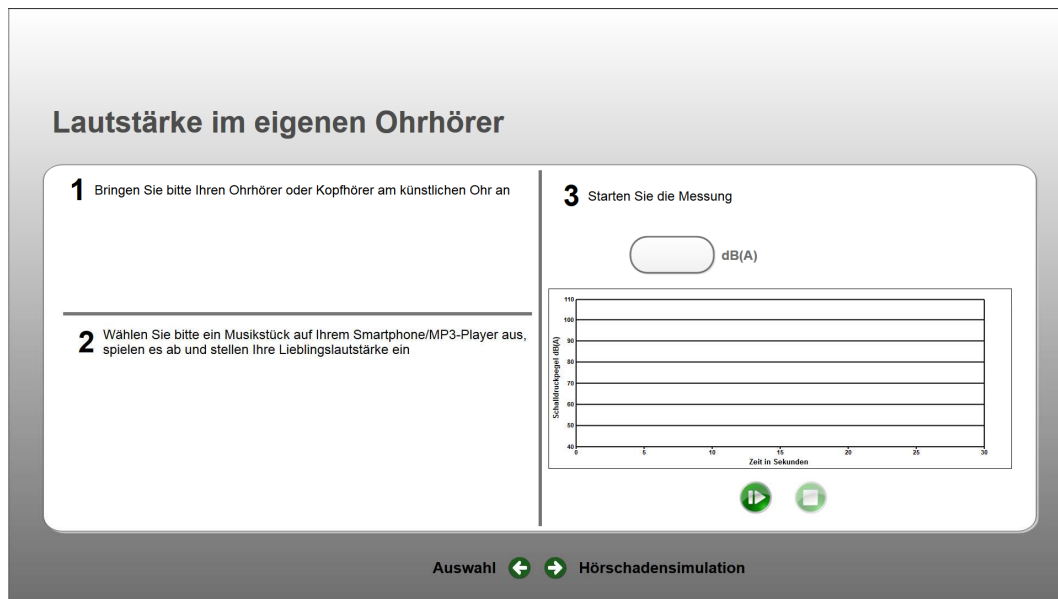 Lautstärke im eigenen Ohrhörer
1 Bringen Sie bitte Ihren Ohrhörer oder Kopfhörer am künstlichen Ohr an
2 Wählen Sie bitte ein Musikstück auf Ihrem Smartphone/MP3-Player aus,
spielen es ab und stellen Ihre Lieblingslautstärke ein
3 Starten Sie die Messung
dB(A)
Schalldruckpegel dB(A)
110
100
90
80
70
60
50
40
0 5 10 15 20 25 30
Zeit in Sekunden
Auswahl Hörschadensimulation